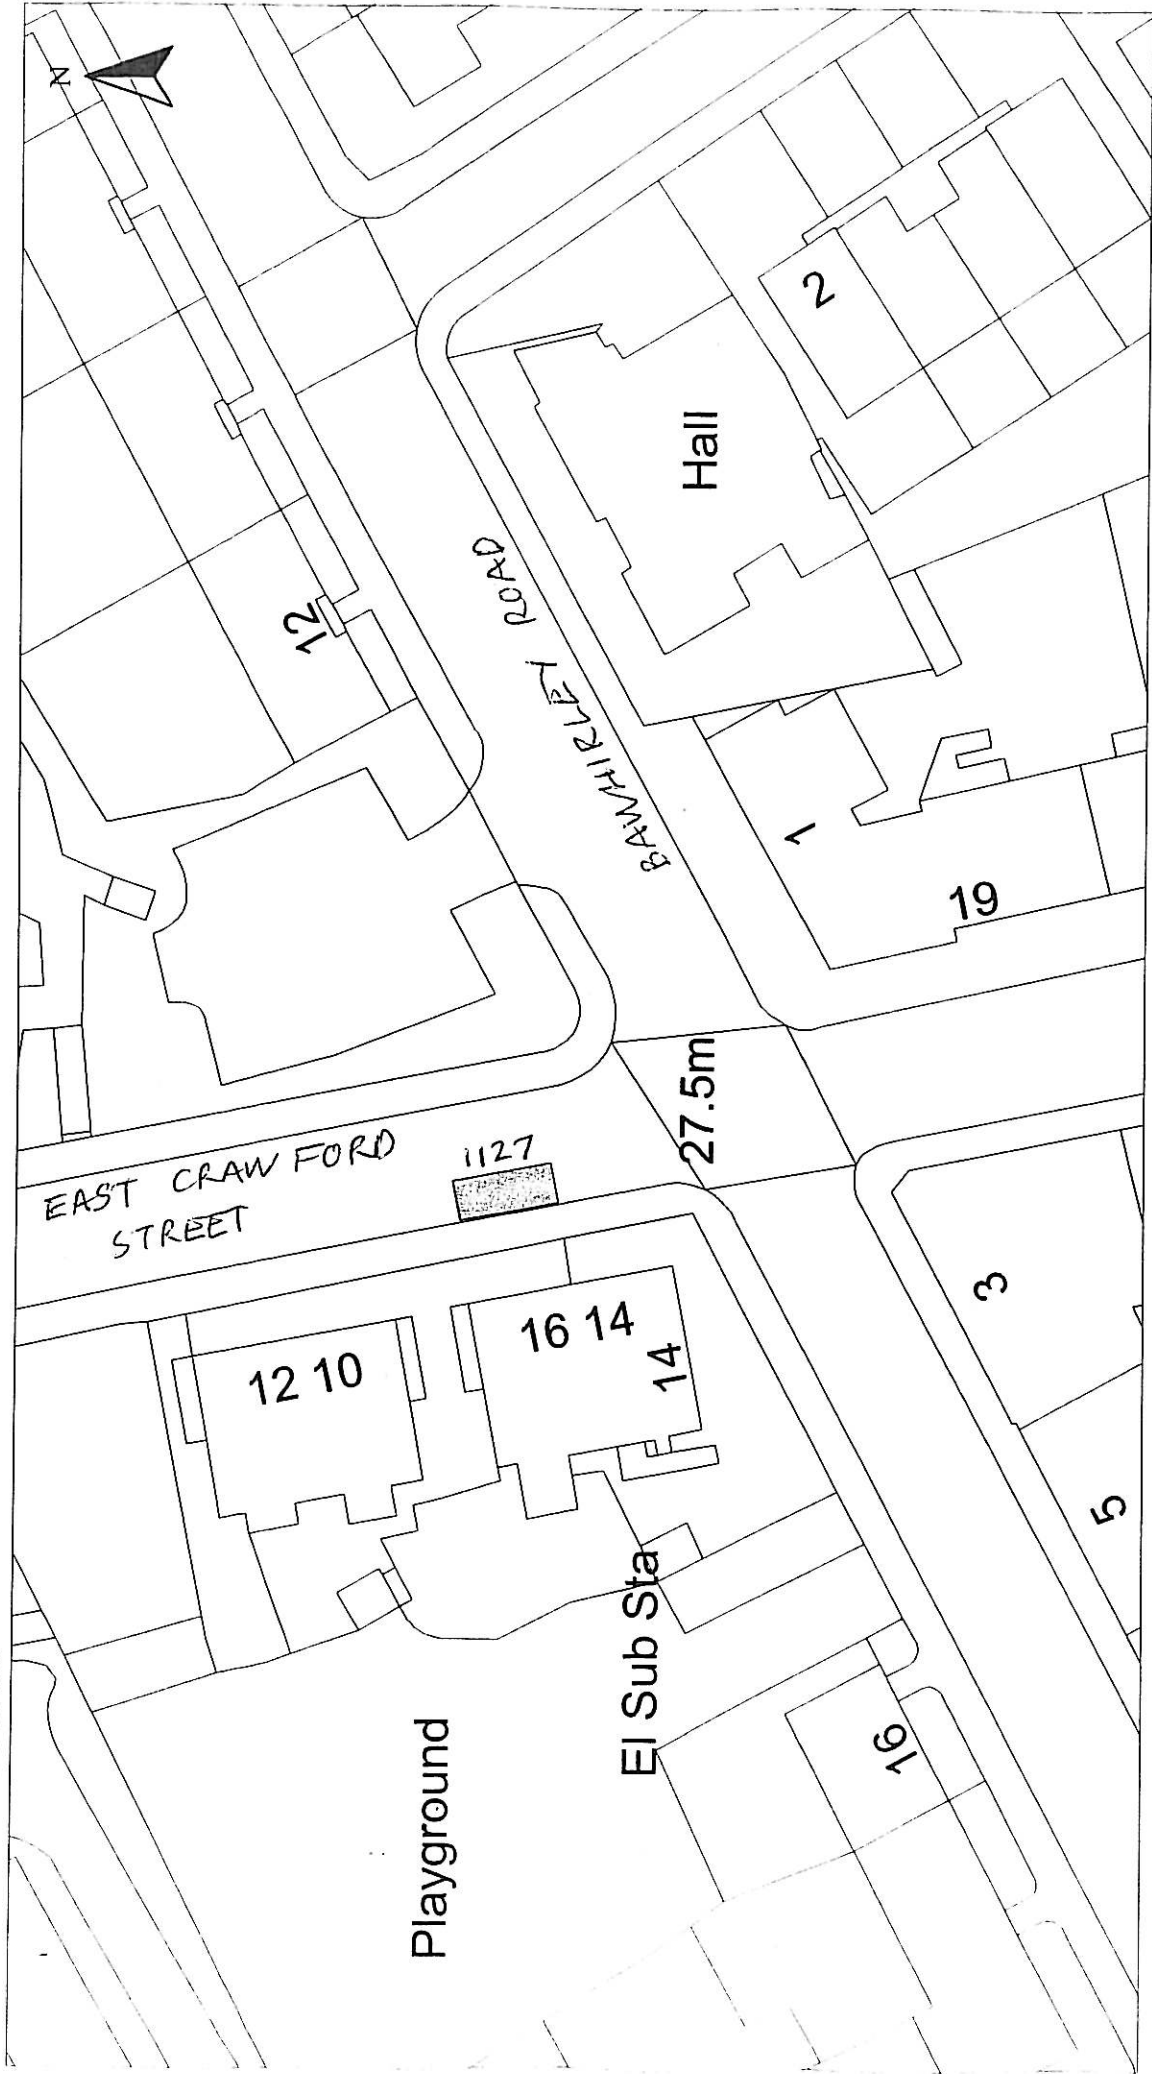 N
12
2
Hall
BAWHIRLEY ROAD
1
19
27.5m
EAST CRAWFORD
STREET
1127
12 10
16 14
14
3
5
El Sub Sta
16
Playground